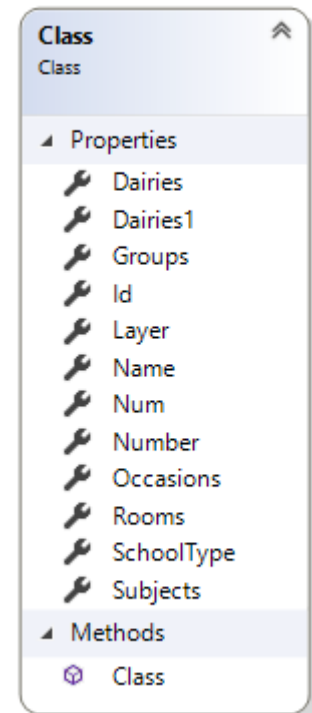 Class
Class
Properties
Dairies
Dairies1
Groups
Id
Layer
Name
Num
Number
Occasions
Rooms
SchoolType
Subjects
Methods
Class